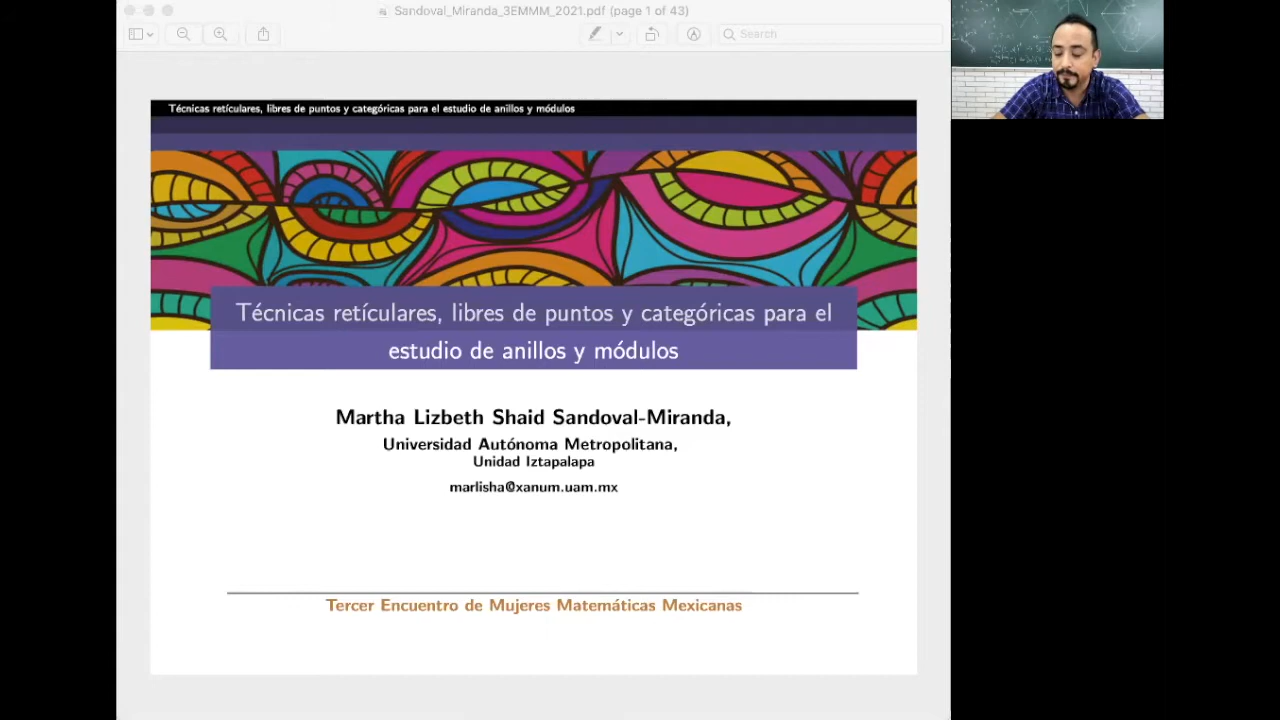 Sandoval_Miranda_3EMMM_2021.pdf (page 1 of 43)
Search
Técnicas retículares, libres de puntos y categóricas para el estudio de anillos y módulos
Técnicas retículares, libres de puntos y categóricas para el
estudio de anillos y módulos
Martha Lizbeth Shaid Sandoval-Miranda,
Universidad Autónoma Metropolitana,
Unidad Iztapalapa
marlisha@xanum.uam.mx
Tercer Encuentro de Mujeres Matemáticas Mexicanas